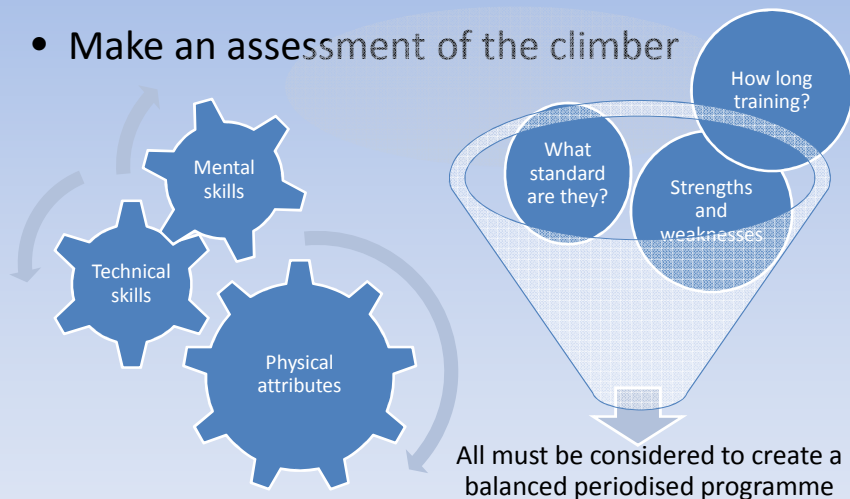 • Make an assessment of the climber
Mental
skills
Technical
skills
Physical
attributes
How long
training?
What
standard
are they?
Strengths
and
weaknesses
All must be considered to create a
balanced periodised programme